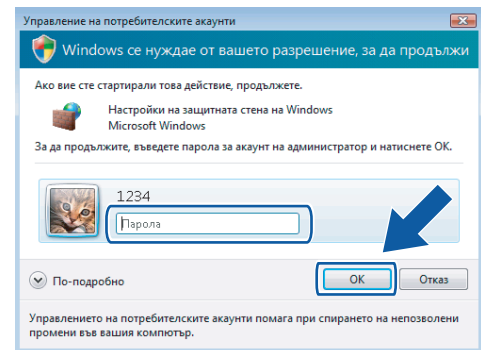 Управление на потребителските акаунти
Windows се нуждае от вашето разрешение, за да продължи
Ако вие сте стартирали това действие, продължете.
Настройки на защитната стена на Windows
Microsoft Windows
За да продължите, въведете парола за акаунт на администратор и натиснете OK.
1234
Парола
По-подробно
OK
Отказ
Управлението на потребителските акаунти помага при спирането на непозволени
промени във вашия компютър.